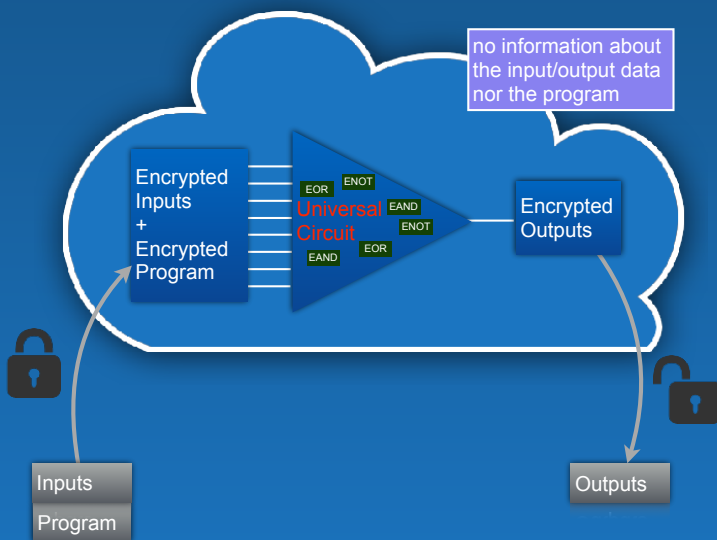 no information about
the input/output data
nor the program
Encrypted
Inputs
+
Encrypted
Program
EOR
ENOT
Universal
EAND
Circuit
ENOT
EOR
EAND
Encrypted
Outputs
Inputs
Program
Outputs